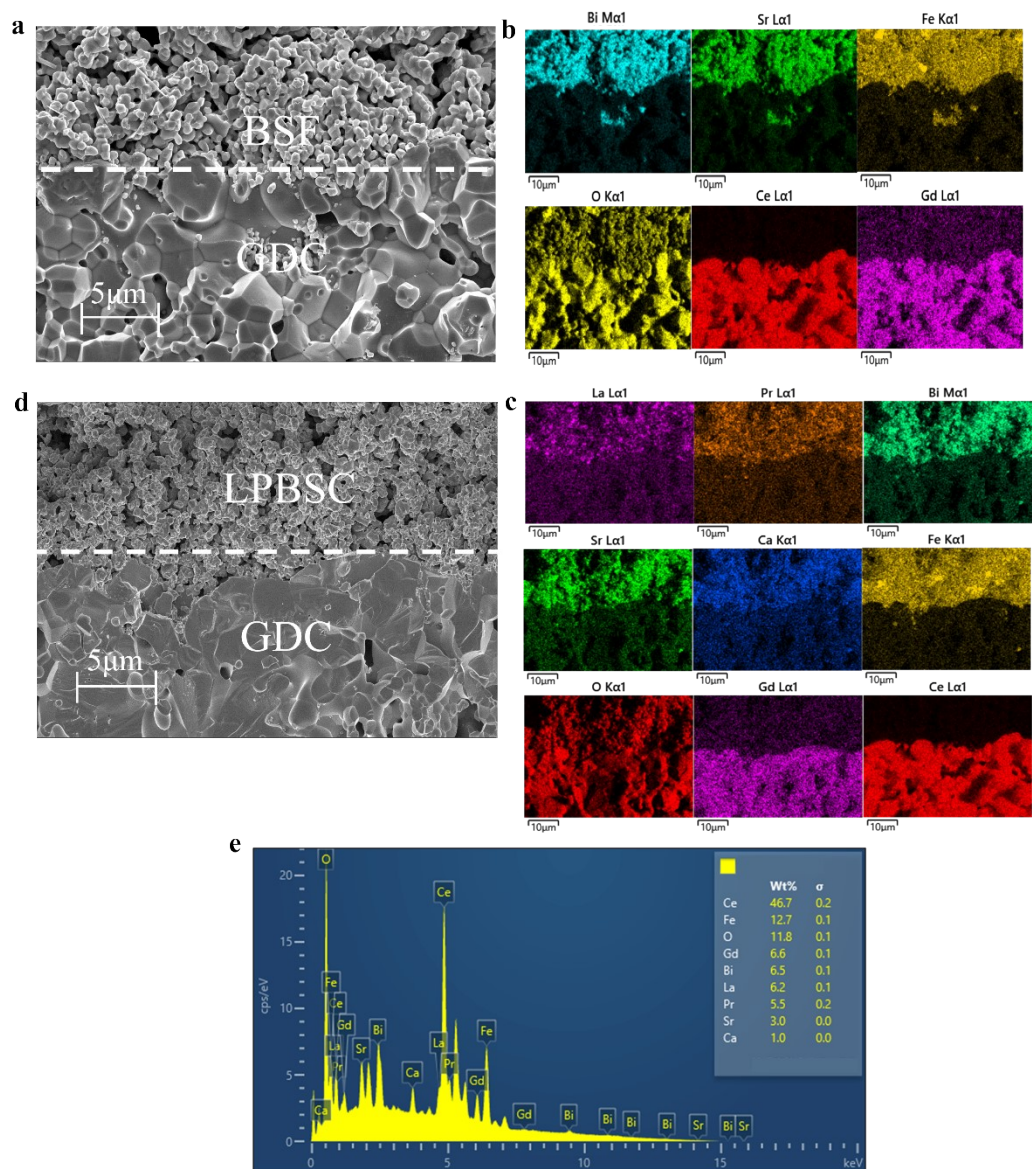 a
BSF
GDC
5μm
b
Bi Mα1
Sr Lα1
Fe Kα1
10μm
10μm
10μm
O Kα1
Ce Lα1
Gd Lα1
10μm
10μm
10μm
d
LPBSC
GDC
5μm
c
La Lα1
Pr Lα1
Bi Mα1
10μm
10μm
10μm
Sr Lα1
Ca Kα1
Fe Kα1
10μm
10μm
10μm
O Kα1
Gd Lα1
Ce Lα1
10μm
10μm
10μm
e
cps/eV
20
15
10
5
0
O
Fe
Ce
Gd
La
Pr
Ca
Sr
Bi
Ca
La
Ce
Pr
Gd
Fe
Gd
Bi
Bi
Bi
Bi
Sr
Bi
Sr
0
5
10
15
keV
Wt% σ
Ce 46.7 0.2
Fe 12.7 0.1
O 11.8 0.1
Gd 6.6 0.1
Bi 6.5 0.1
La 6.2 0.1
Pr 5.5 0.2
Sr 3.0 0.0
Ca 1.0 0.0